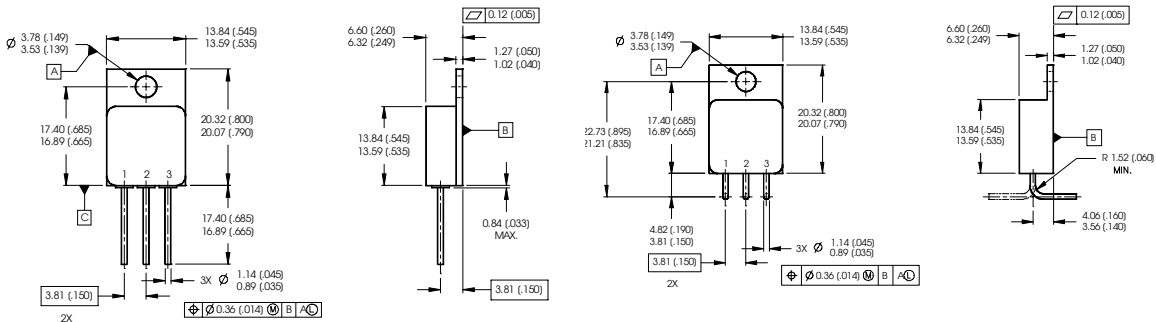 0.12 (.005)
6.60 (.260)
6.32 (.249)
13.84 (.545)
13.59 (.535)
Ø 3.78 (.149)
3.53 (.139)
A
1.27 (.050)
1.02 (.040)
17.40 (.685)
16.89 (.665)
20.32 (.800)
20.07 (.790)
13.84 (.545)
13.59 (.535)
B
1 2 3
C
17.40 (.685)
16.89 (.665)
0.84 (.033)
MAX.
3X Ø 1.14 (.045)
0.89 (.035)
3.81 (.150)
2X
⌖ Ø 0.36 (.014) Ⓜ B AⓁ
3.81 (.150)
13.84 (.545)
13.59 (.535)
Ø 3.78 (.149)
3.53 (.139)
A
22.73 (.895)
21.21 (.835)
17.40 (.685)
16.89 (.665)
20.32 (.800)
20.07 (.790)
1 2 3
4.82 (.190)
3.81 (.150)
3.81 (.150)
2X
3X Ø 1.14 (.045)
0.89 (.035)
⌖ Ø 0.36 (.014) Ⓜ B AⓁ
0.12 (.005)
6.60 (.260)
6.32 (.249)
1.27 (.050)
1.02 (.040)
13.84 (.545)
13.59 (.535)
B
R 1.52 (.060)
MIN.
4.06 (.160)
3.56 (.140)